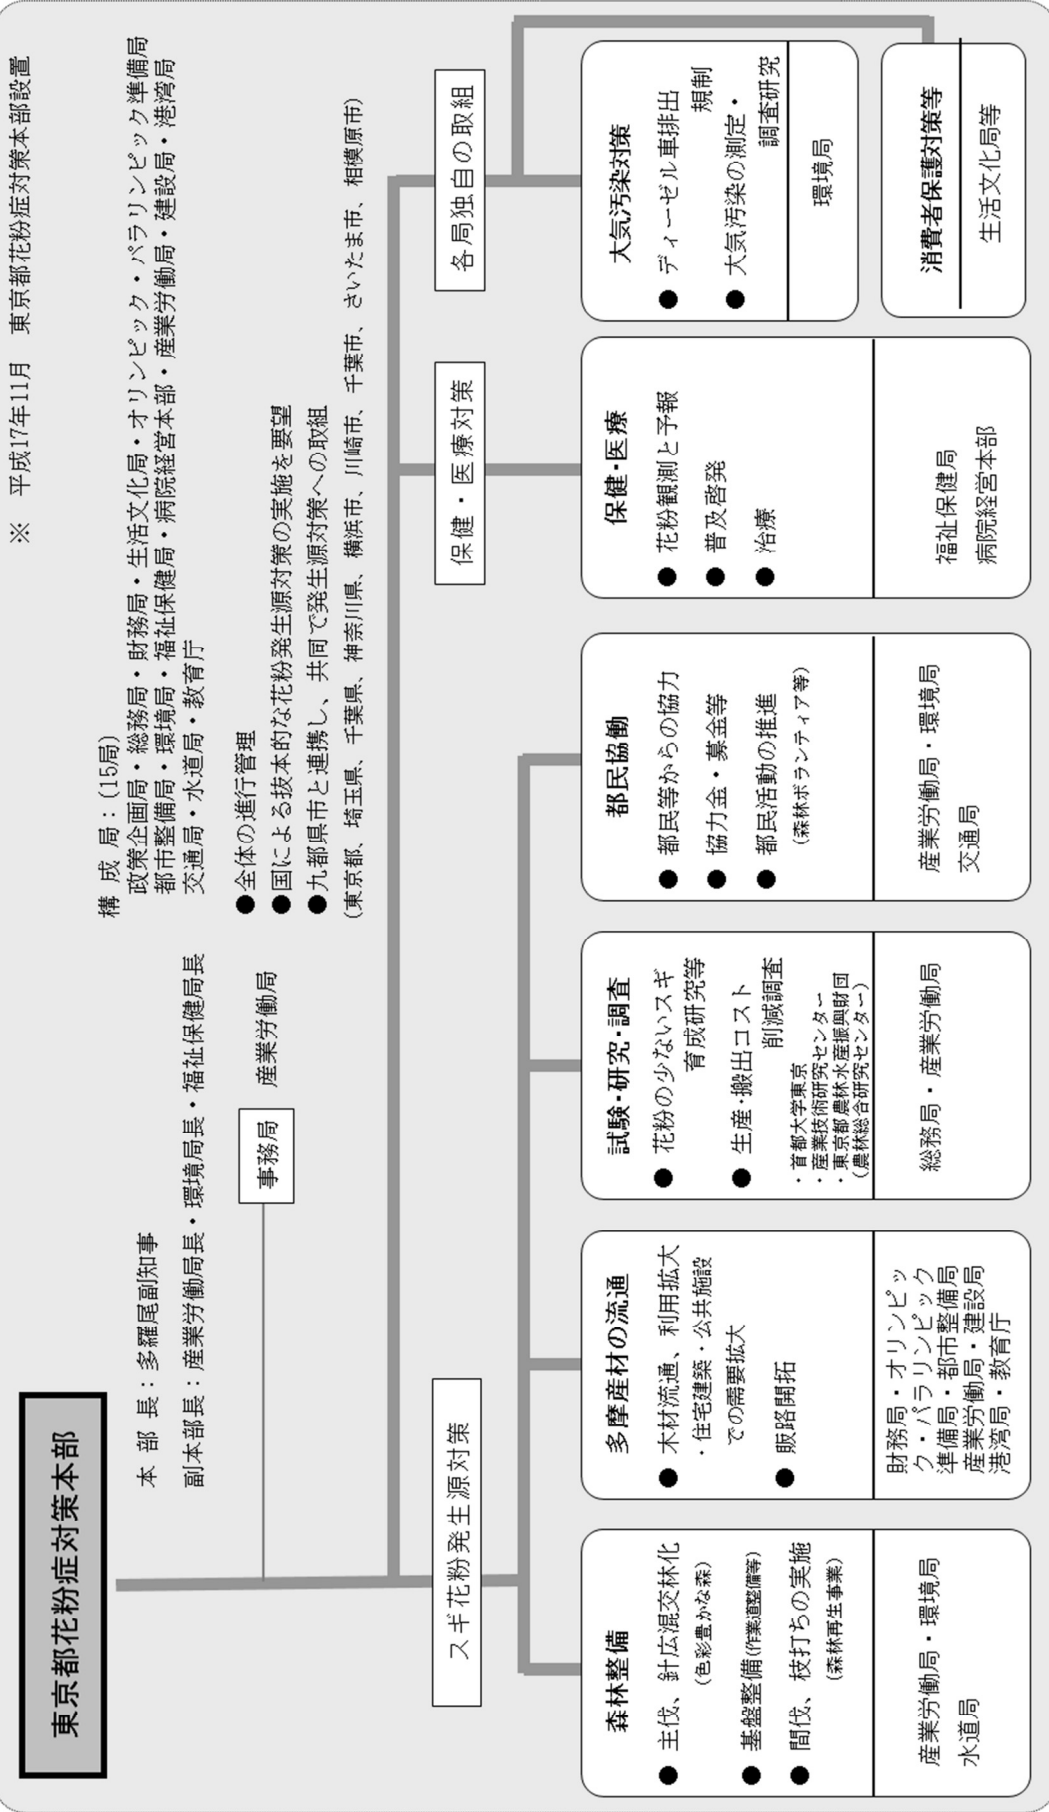 ※　平成17年11月　東京都花粉症対策本部設置
東京都花粉症対策本部
本 部 長：多羅尾副知事
副本部長：産業労働局長・環境局長・福祉保健局長
構 成 局：(15局)
政策企画局・総務局・財務局・生活文化局・オリンピック・パラリンピック準備局
都市整備局・環境局・福祉保健局・病院経営本部・産業労働局・建設局・港湾局
交通局・水道局・教育庁
事務局
産業労働局
●全体の進行管理
●国による抜本的な花粉発生源対策の実施を要望
●九都県市と連携し、共同で発生源対策への取組
(東京都、埼玉県、千葉県、神奈川県、横浜市、川崎市、千葉市、さいたま市、相模原市)
スギ花粉発生源対策
保健・医療対策
各局独自の取組
森林整備
● 主伐、針広混交林化
(色彩豊かな森)
● 基盤整備(作業道整備等)
● 間伐、枝打ちの実施
(森林再生事業)
産業労働局・環境局
水道局
多摩産材の流通
● 木材流通、利用拡大
・住宅建築・公共施設
での需要拡大
● 販路開拓
財務局・オリンピッ
ク・パラリンピック
準備局・都市整備局
産業労働局・建設局
港湾局・教育庁
試験・研究・調査
● 花粉の少ないスギ
育成研究等
● 生産・搬出コスト
削減調査
・首都大学東京
・産業技術研究センター
・東京都農林水産振興財団
(農林総合研究センター)
総務局・産業労働局
都民協働
● 都民等からの協力
● 協力金・募金等
● 都民活動の推進
(森林ボランティア等)
産業労働局・環境局
交通局
保健・医療
● 花粉観測と予報
● 普及啓発
● 治療
福祉保健局
病院経営本部
大気汚染対策
● ディーゼル車排出
規制
● 大気汚染の測定・
調査研究
環境局
消費者保護対策等
生活文化局等